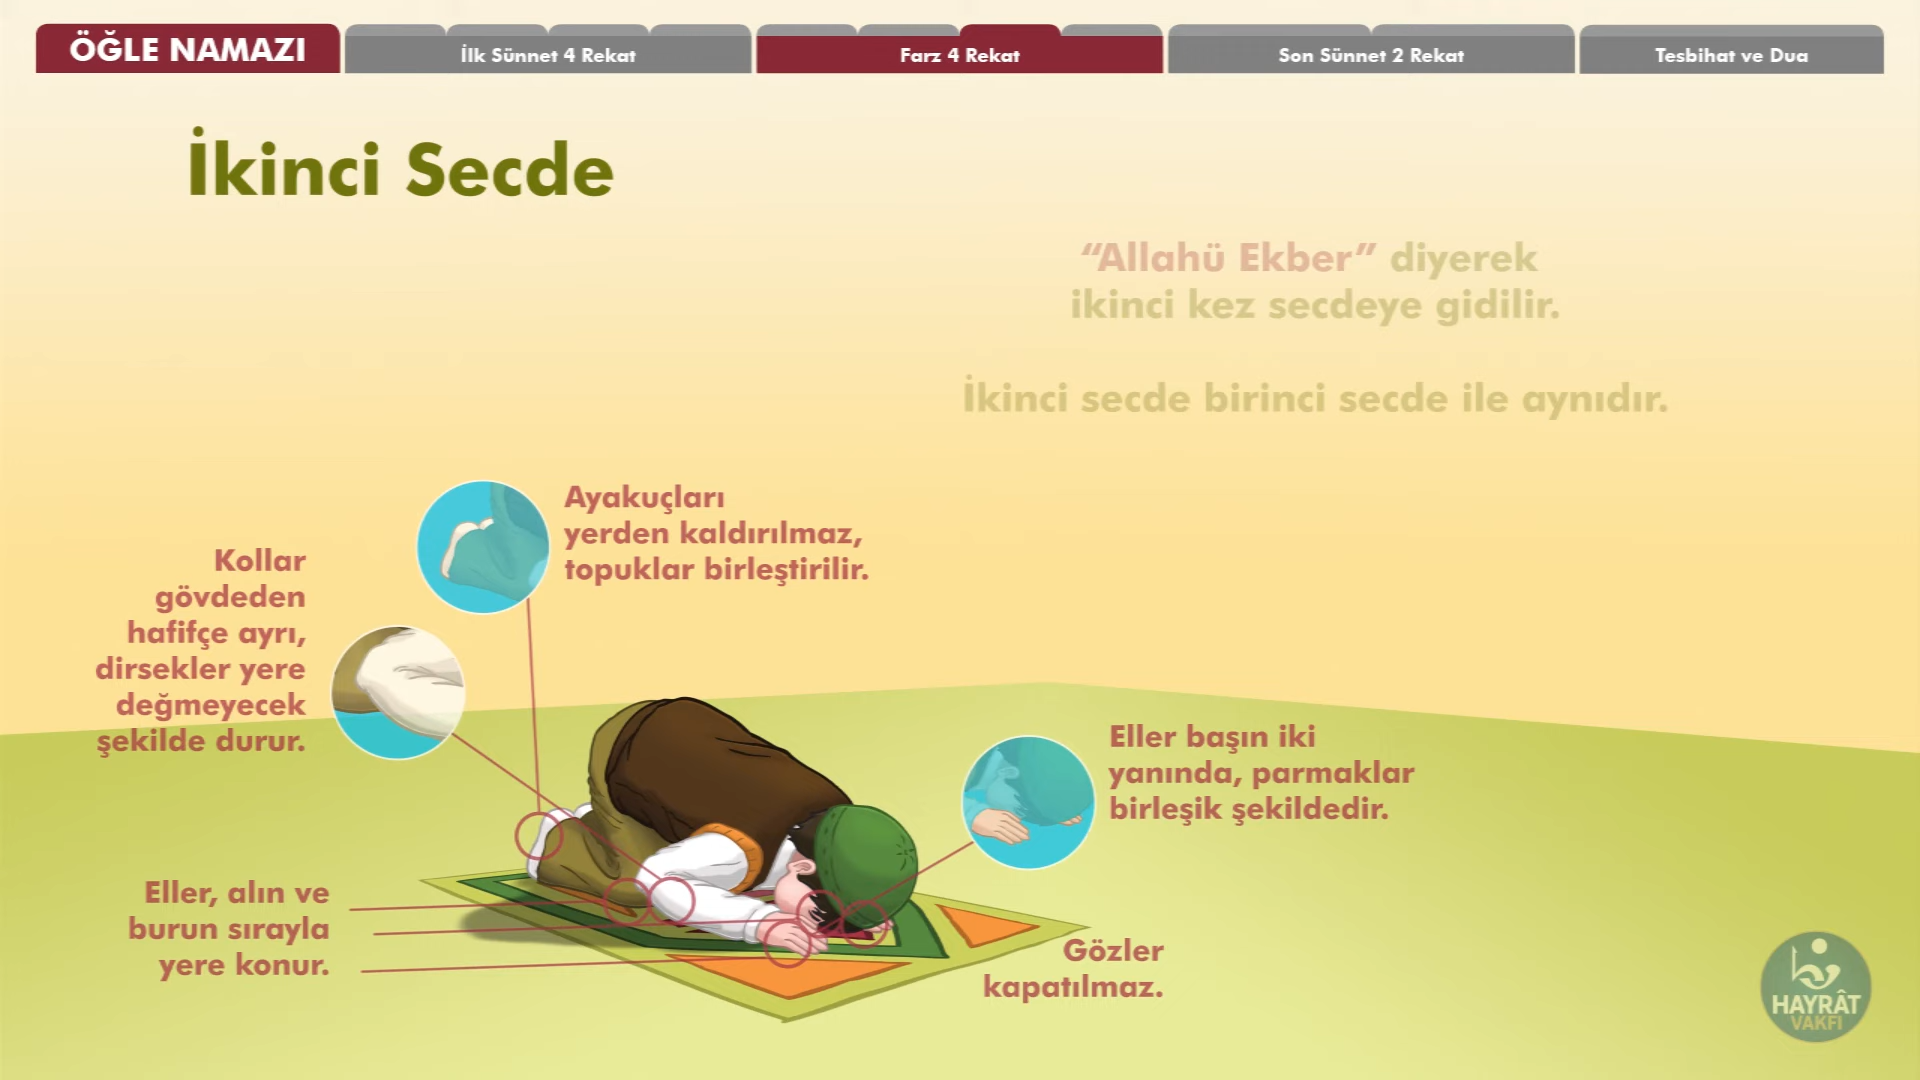 ÖĞLE NAMAZI
İlk Sünnet 4 Rekat
Farz 4 Rekat
Son Sünnet 2 Rekat
Tesbihat ve Dua
İkinci Secde
“Allahü Ekber” diyerek
ikinci kez secdeye gidilir.
İkinci secde birinci secde ile aynıdır.
Ayakuçları
yerden kaldırılmaz,
topuklar birleştirilir.
Kollar
gövdeden
hafifçe ayrı,
dirsekler yere
değmeyecek
şekilde durur.
Eller başın iki
yanında, parmaklar
birleşik şekildedir.
Eller, alın ve
burun sırayla
yere konur.
Gözler
kapatılmaz.
HAYRÂT
VAKFI